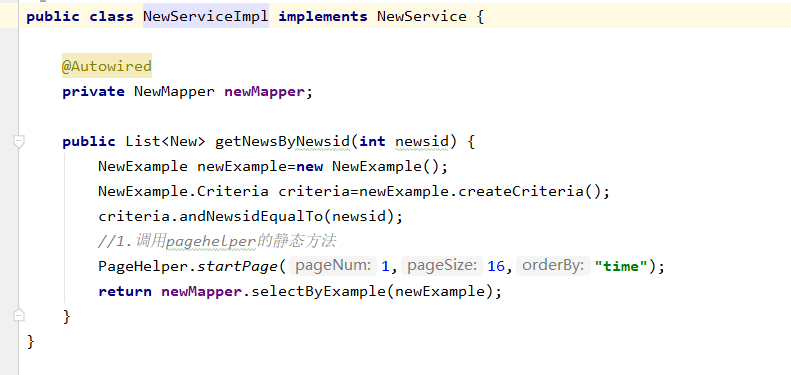 public class NewServiceImpl implements NewService {
@Autowired
private NewMapper newMapper;
public List<New> getNewsByNewsid(int newsid) {
NewExample newExample=new NewExample();
NewExample.Criteria criteria=newExample.createCriteria();
criteria.andNewsidEqualTo(newsid);
//1.调用pagehelper的静态方法
PageHelper.startPage( pageNum: 1, pageSize: 16, orderBy: "time");
return newMapper.selectByExample(newExample);
}
}